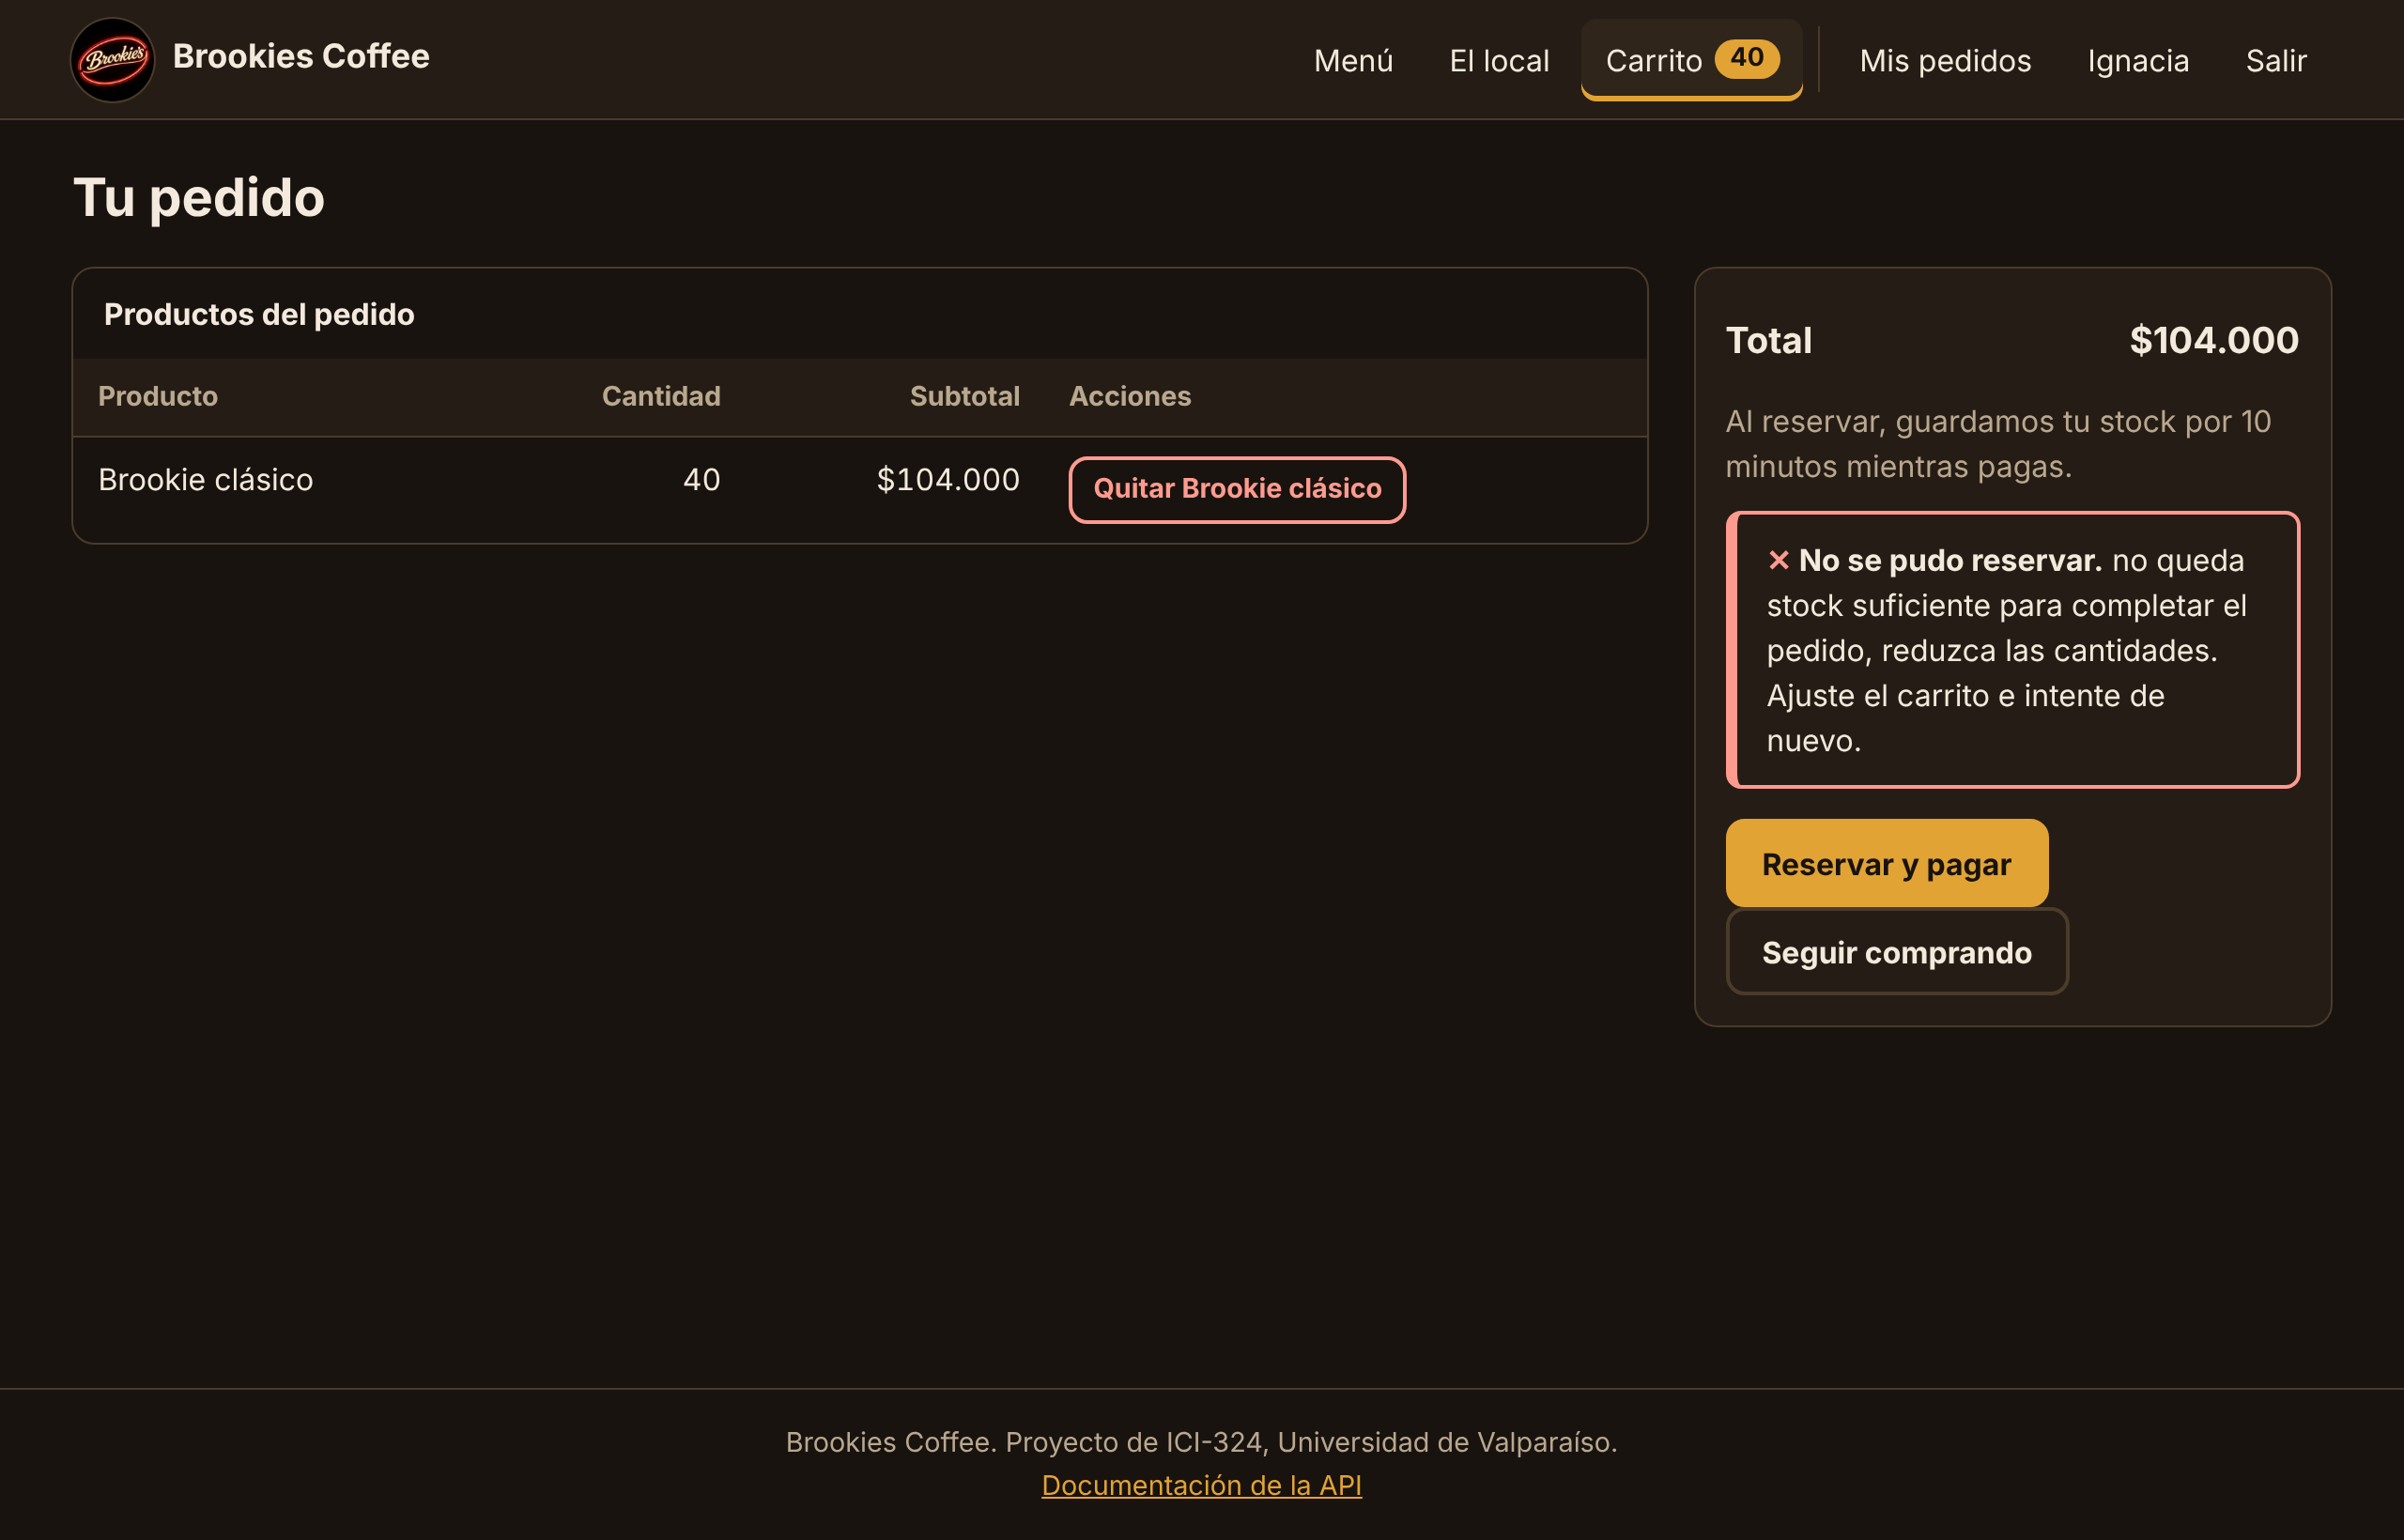 Brookies
Brookies Coffee
Menú
El local
Carrito 40
Mis pedidos
Ignacia
Salir
Tu pedido
Productos del pedido
Producto Cantidad Subtotal Acciones
Brookie clásico 40 $104.000 Quitar Brookie clásico
Total $104.000
Al reservar, guardamos tu stock por 10
minutos mientras pagas.
✕ No se pudo reservar. no queda
stock suficiente para completar el
pedido, reduzca las cantidades.
Ajuste el carrito e intente de
nuevo.
Reservar y pagar
Seguir comprando
Brookies Coffee. Proyecto de ICI-324, Universidad de Valparaíso.
Documentación de la API